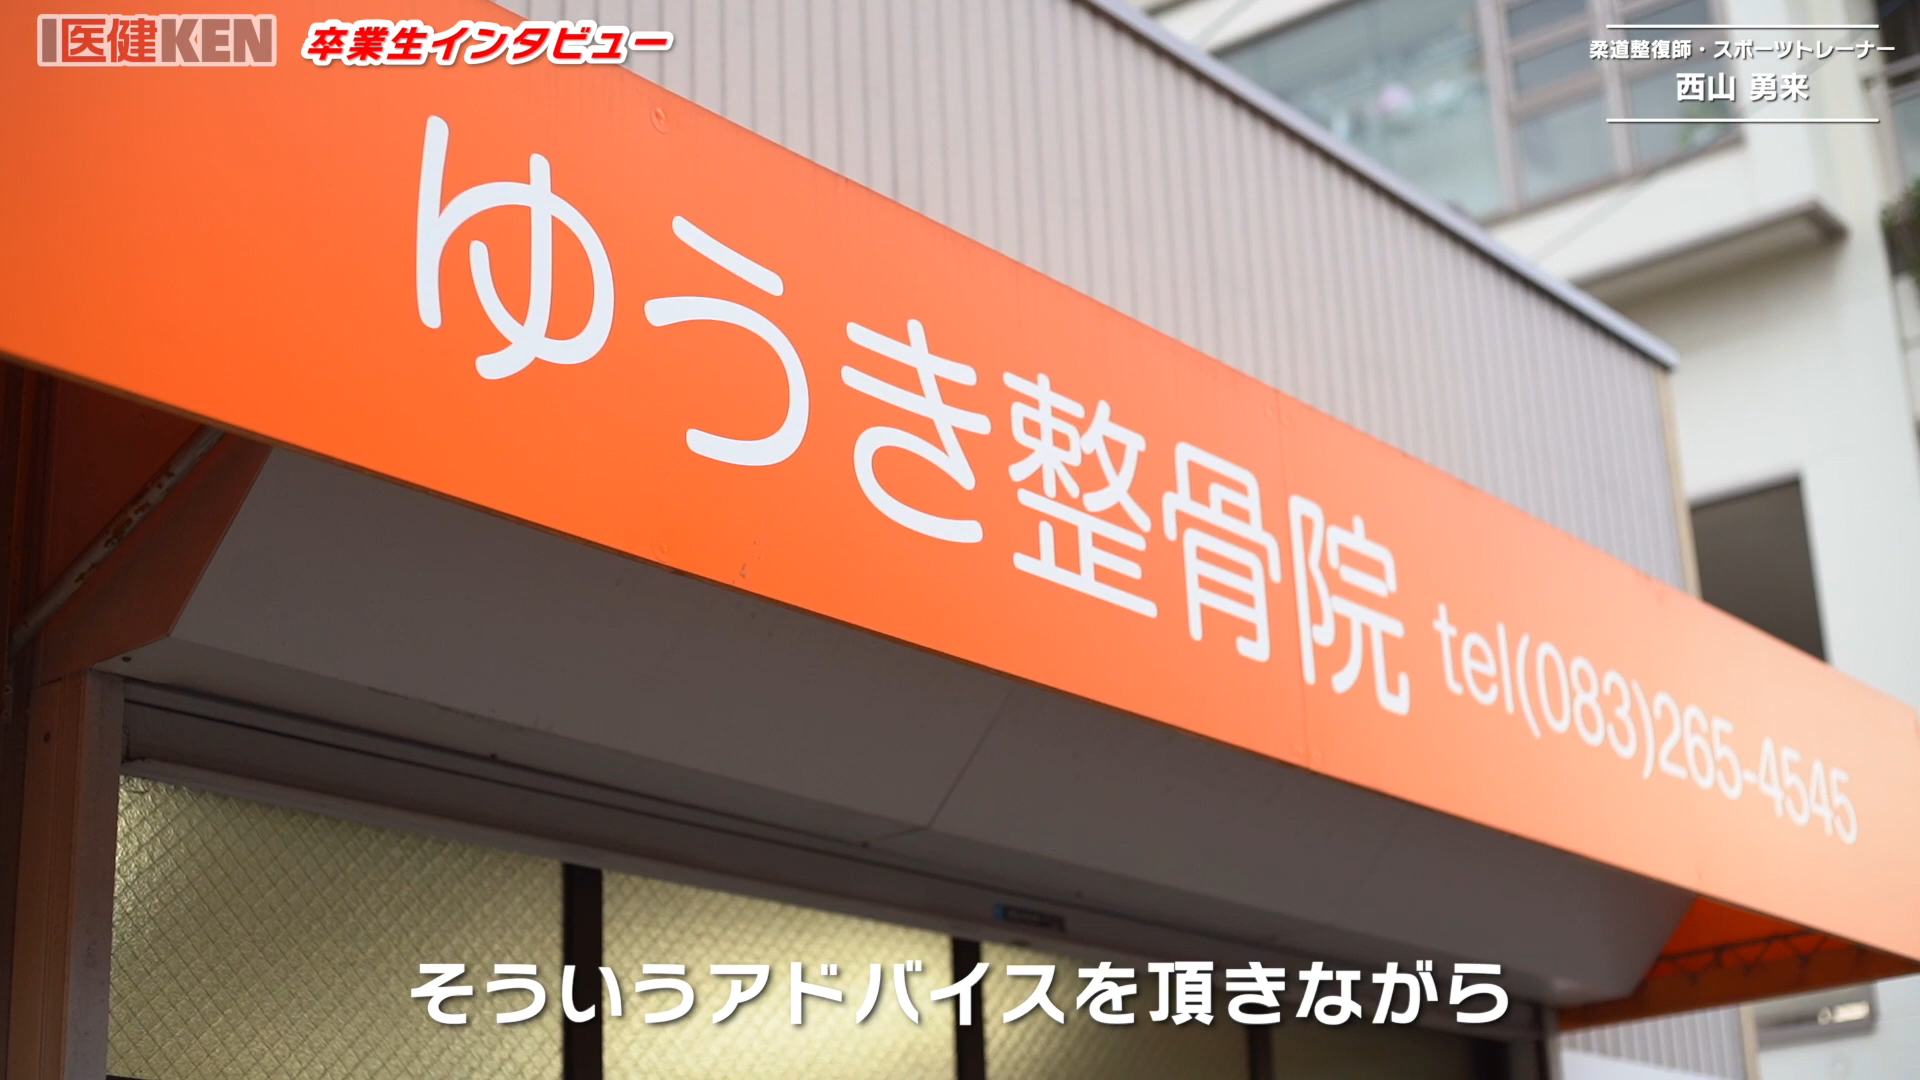 I医健KEN 卒業生インタビュー
柔道整復師・スポーツトレーナー
西山 勇来
ゆうき整骨院 tel(083)265-4545
そういうアドバイスを頂きながら